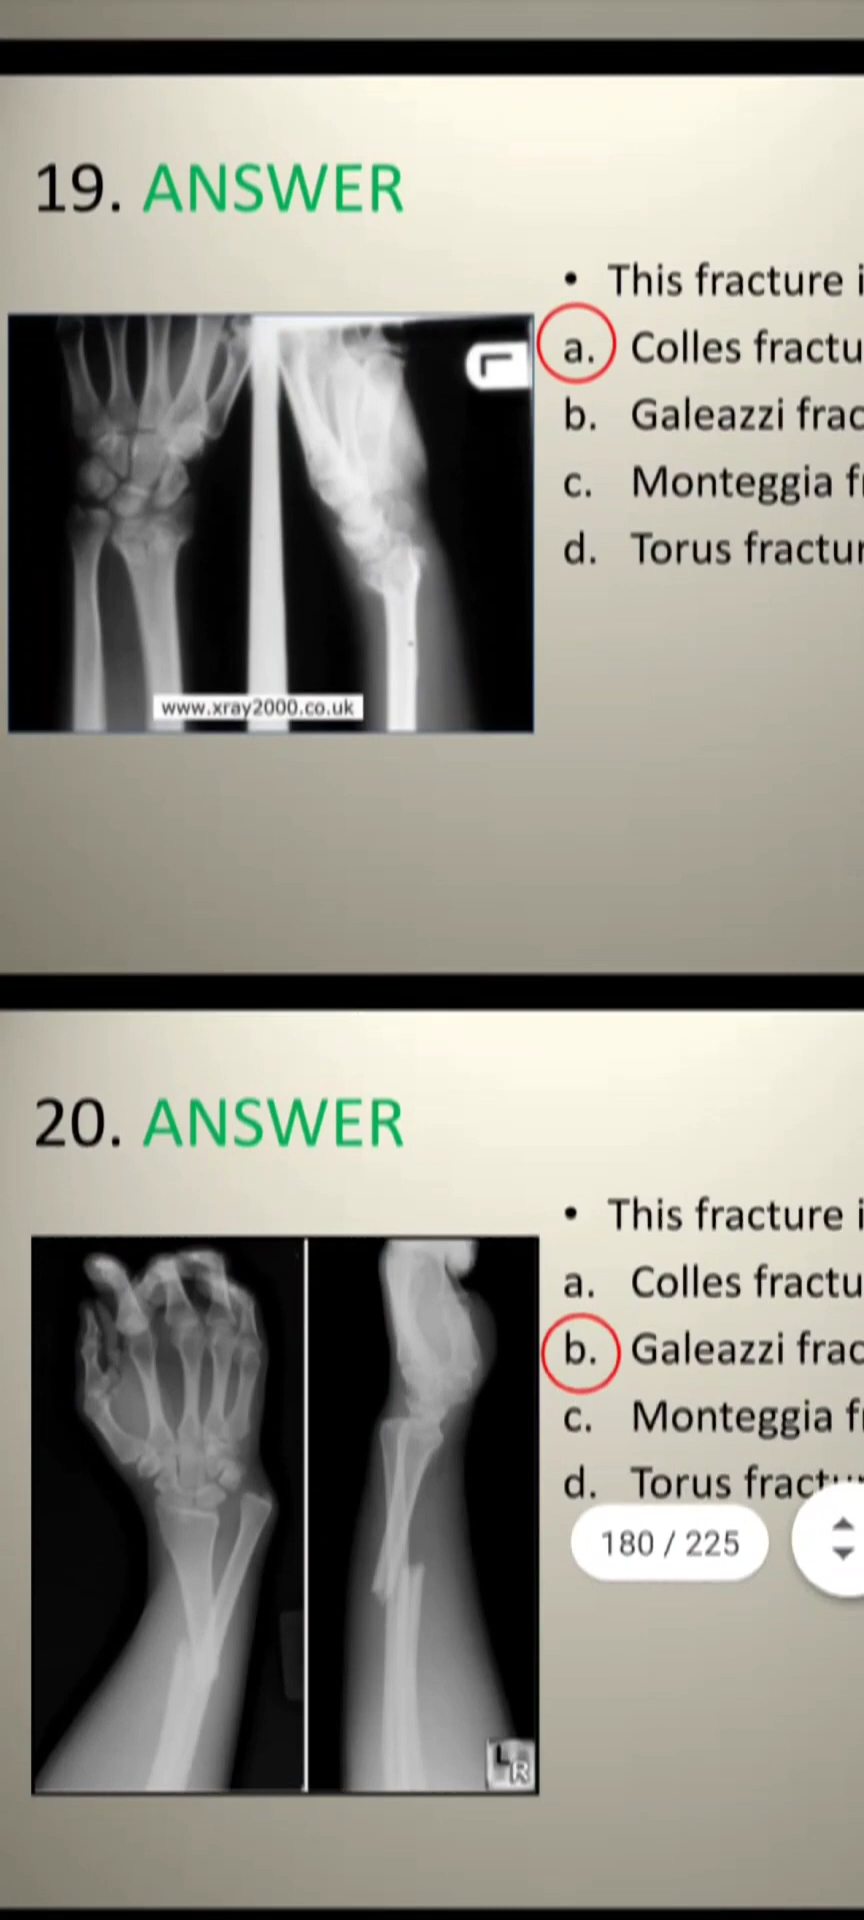 19. ANSWER
• This fracture i
a. Colles fractu
b. Galeazzi frac
c. Monteggia f
d. Torus fractur
L
www.xray2000.co.uk
20. ANSWER
• This fracture i
a. Colles fractu
b. Galeazzi frac
c. Monteggia f
d. Torus fract
180 / 225
L
R